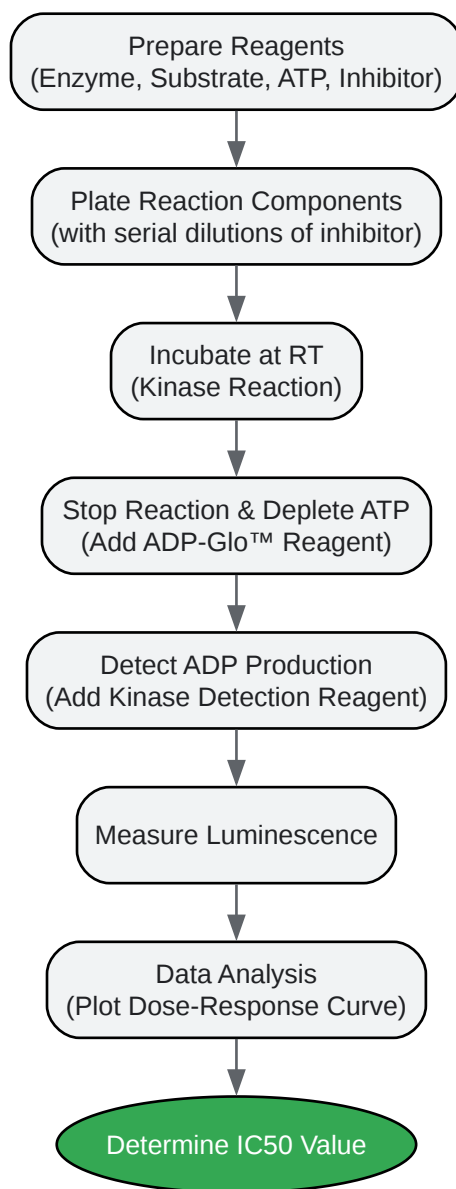 Prepare Reagents
(Enzyme, Substrate, ATP, Inhibitor)
Plate Reaction Components
(with serial dilutions of inhibitor)
Incubate at RT
(Kinase Reaction)
Stop Reaction & Deplete ATP
(Add ADP-Glo™ Reagent)
Detect ADP Production
(Add Kinase Detection Reagent)
Measure Luminescence
Data Analysis
(Plot Dose-Response Curve)
Determine IC50 Value